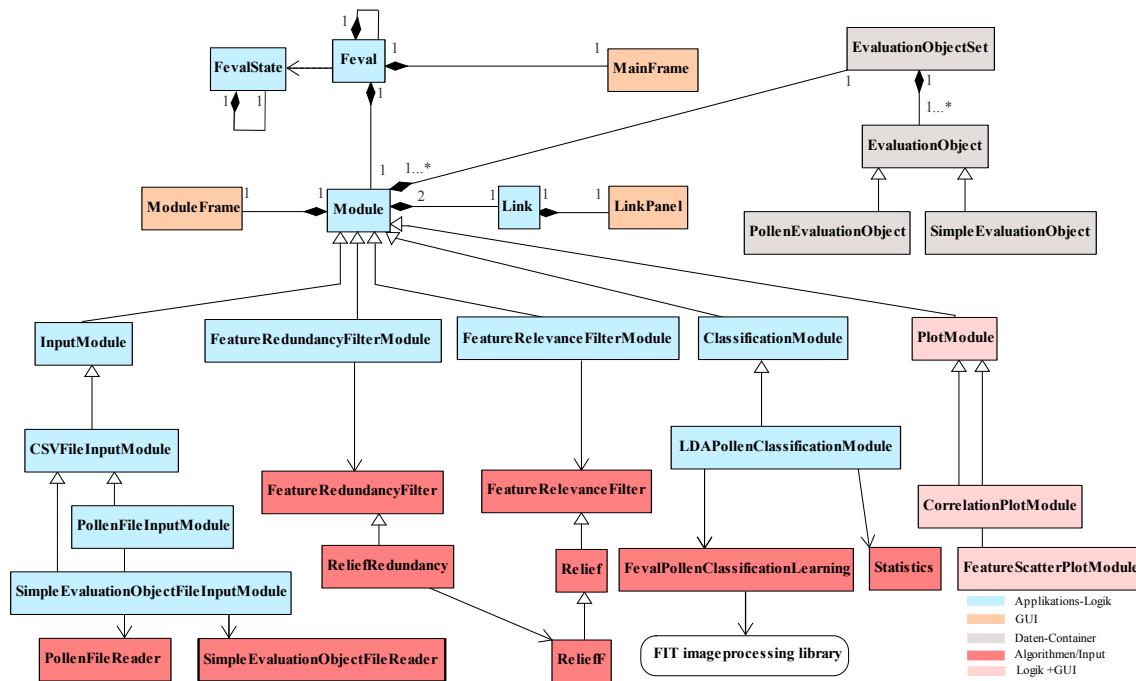 1
1
1
EvaluationObjectSet
Feval
FevalState
MainFrame
1
1
1
1
1
1...*
EvaluationObject
1
1...*
ModuleFrame
1
1
Module
2
1
Link
1
1
LinkPanel
PollenEvaluationObject
SimpleEvaluationObject
InputModule
FeatureRedundancyFilterModule
FeatureRelevanceFilterModule
ClassificationModule
PlotModule
CSVFileInputModule
LDAPollenClassificationModule
FeatureRedundancyFilter
FeatureRelevanceFilter
CorrelationPlotModule
PollenFileInputModule
ReliefRedundancy
Relief
FevalPollenClassificationLearning
Statistics
FeatureScatterPlotModule
SimpleEvaluationObjectFileInputModule
PollenFileReader
SimpleEvaluationObjectFileReader
ReliefF
FIT imageprocessing library
Applikations-Logik
GUI
Daten-Container
Algorithmen/Input
Logik +GUI